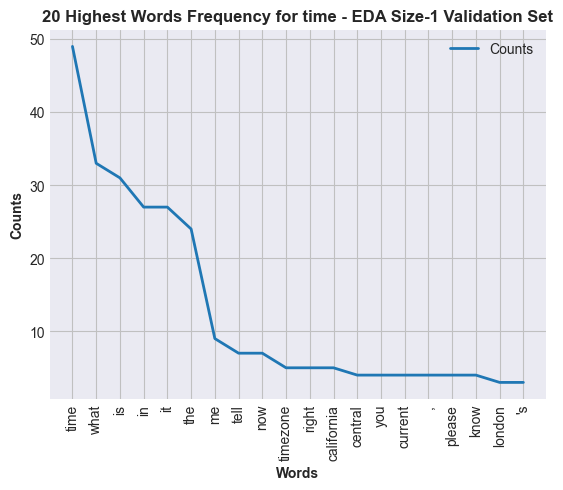 20 Highest Words Frequency for time - EDA Size-1 Validation Set
Counts
50
40
30
20
10
Counts
time
what
is
in
it
the
me
tell
now
timezone
right
california
central
you
current
,
please
know
london
's
Words